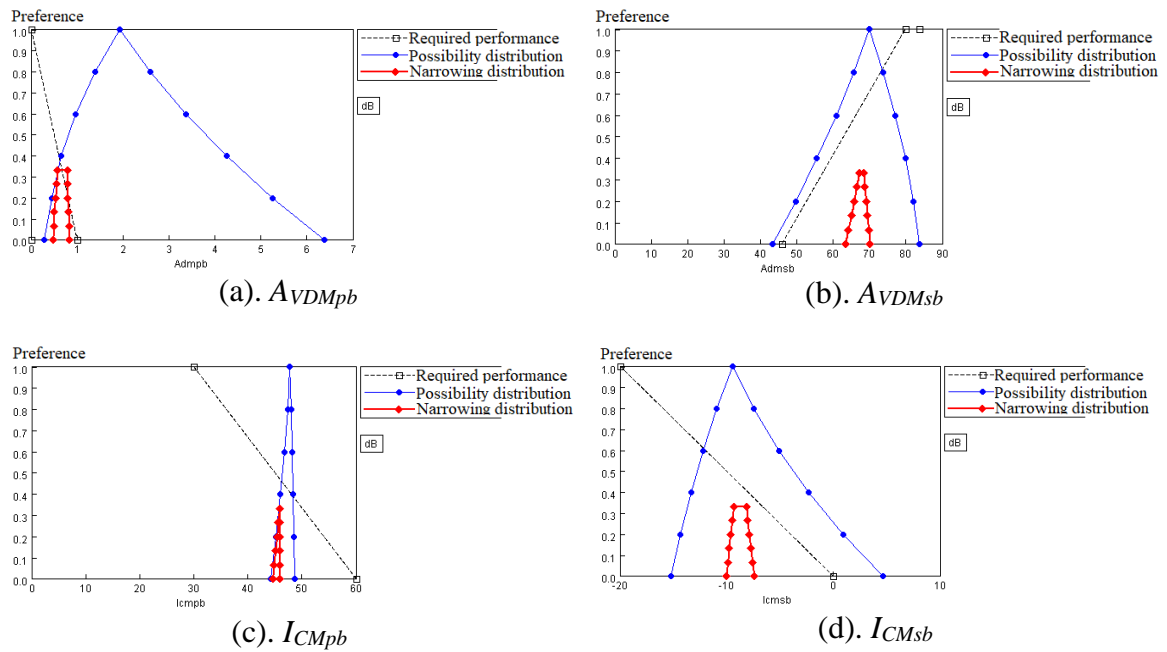 Preference
1.0
0.9
0.8
0.7
0.6
0.5
0.4
0.3
0.2
0.1
0.0
0 1 2 3 4 5 6 7
Admpb
Required performance
Possibility distribution
Narrowing distribution
dB
(a). AVDMpb
Preference
1.0
0.9
0.8
0.7
0.6
0.5
0.4
0.3
0.2
0.1
0.0
0 10 20 30 40 50 60 70 80 90
Admsb
Required performance
Possibility distribution
Narrowing distribution
dB
(b). AVDMsb
Preference
1.0
0.9
0.8
0.7
0.6
0.5
0.4
0.3
0.2
0.1
0.0
0 10 20 30 40 50 60
Icmpb
Required performance
Possibility distribution
Narrowing distribution
dB
(c). ICMpb
Preference
1.0
0.9
0.8
0.7
0.6
0.5
0.4
0.3
0.2
0.1
0.0
-20 -10 0 10
Icmsb
Required performance
Possibility distribution
Narrowing distribution
dB
(d). ICMsb